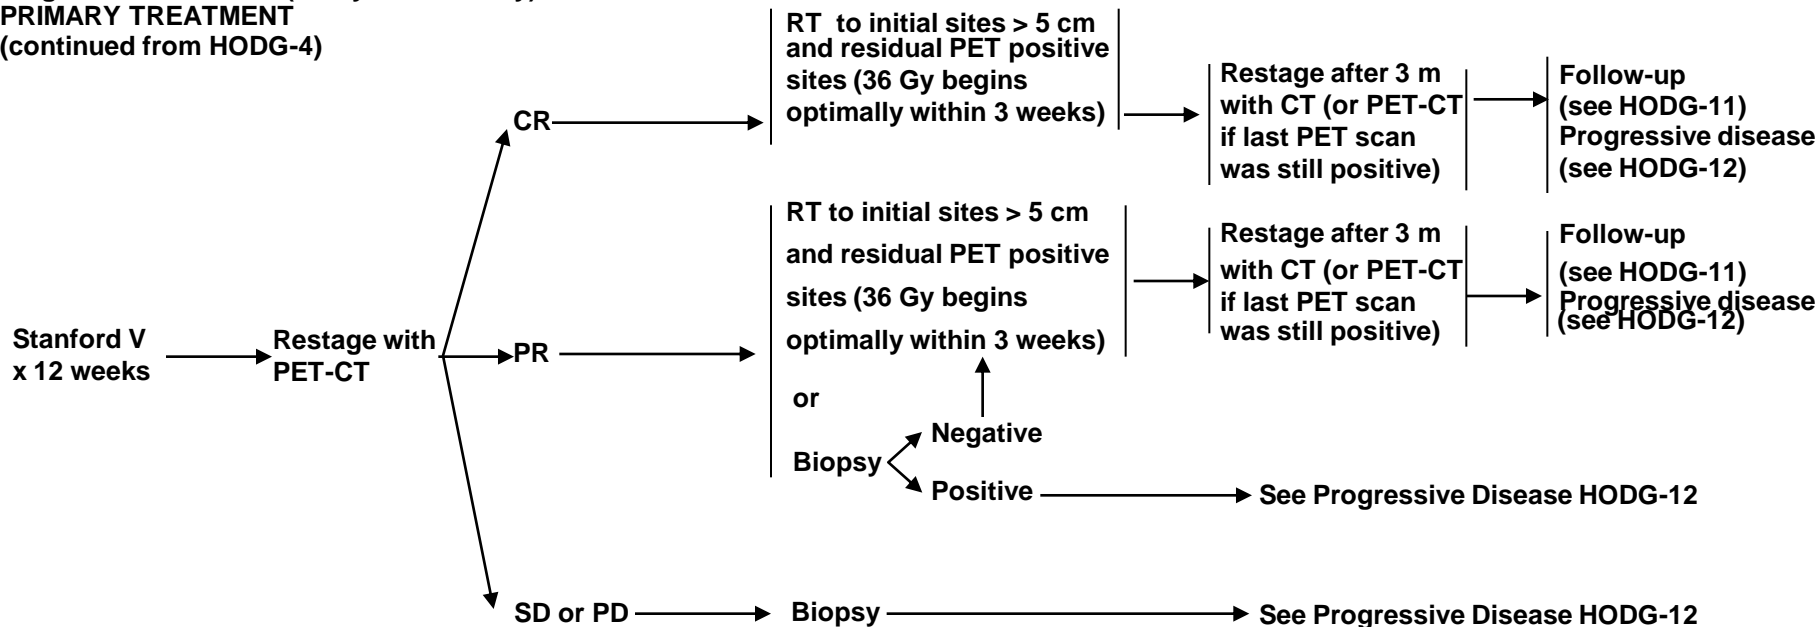 PRIMARY TREATMENT
(continued from HODG-4)
RT to initial sites > 5 cm
and residual PET positive
sites (36 Gy begins
optimally within 3 weeks)
Restage after 3 m
with CT (or PET-CT
if last PET scan
was still positive)
Follow-up
(see HODG-11)
Progressive disease
(see HODG-12)
CR
RT to initial sites > 5 cm
and residual PET positive
sites (36 Gy begins
optimally within 3 weeks)
Restage after 3 m
with CT (or PET-CT
if last PET scan
was still positive)
Follow-up
(see HODG-11)
Progressive disease
(see HODG-12)
Stanford V
x 12 weeks
Restage with
PET-CT
PR
or
Biopsy
Negative
Positive
See Progressive Disease HODG-12
SD or PD
Biopsy
See Progressive Disease HODG-12